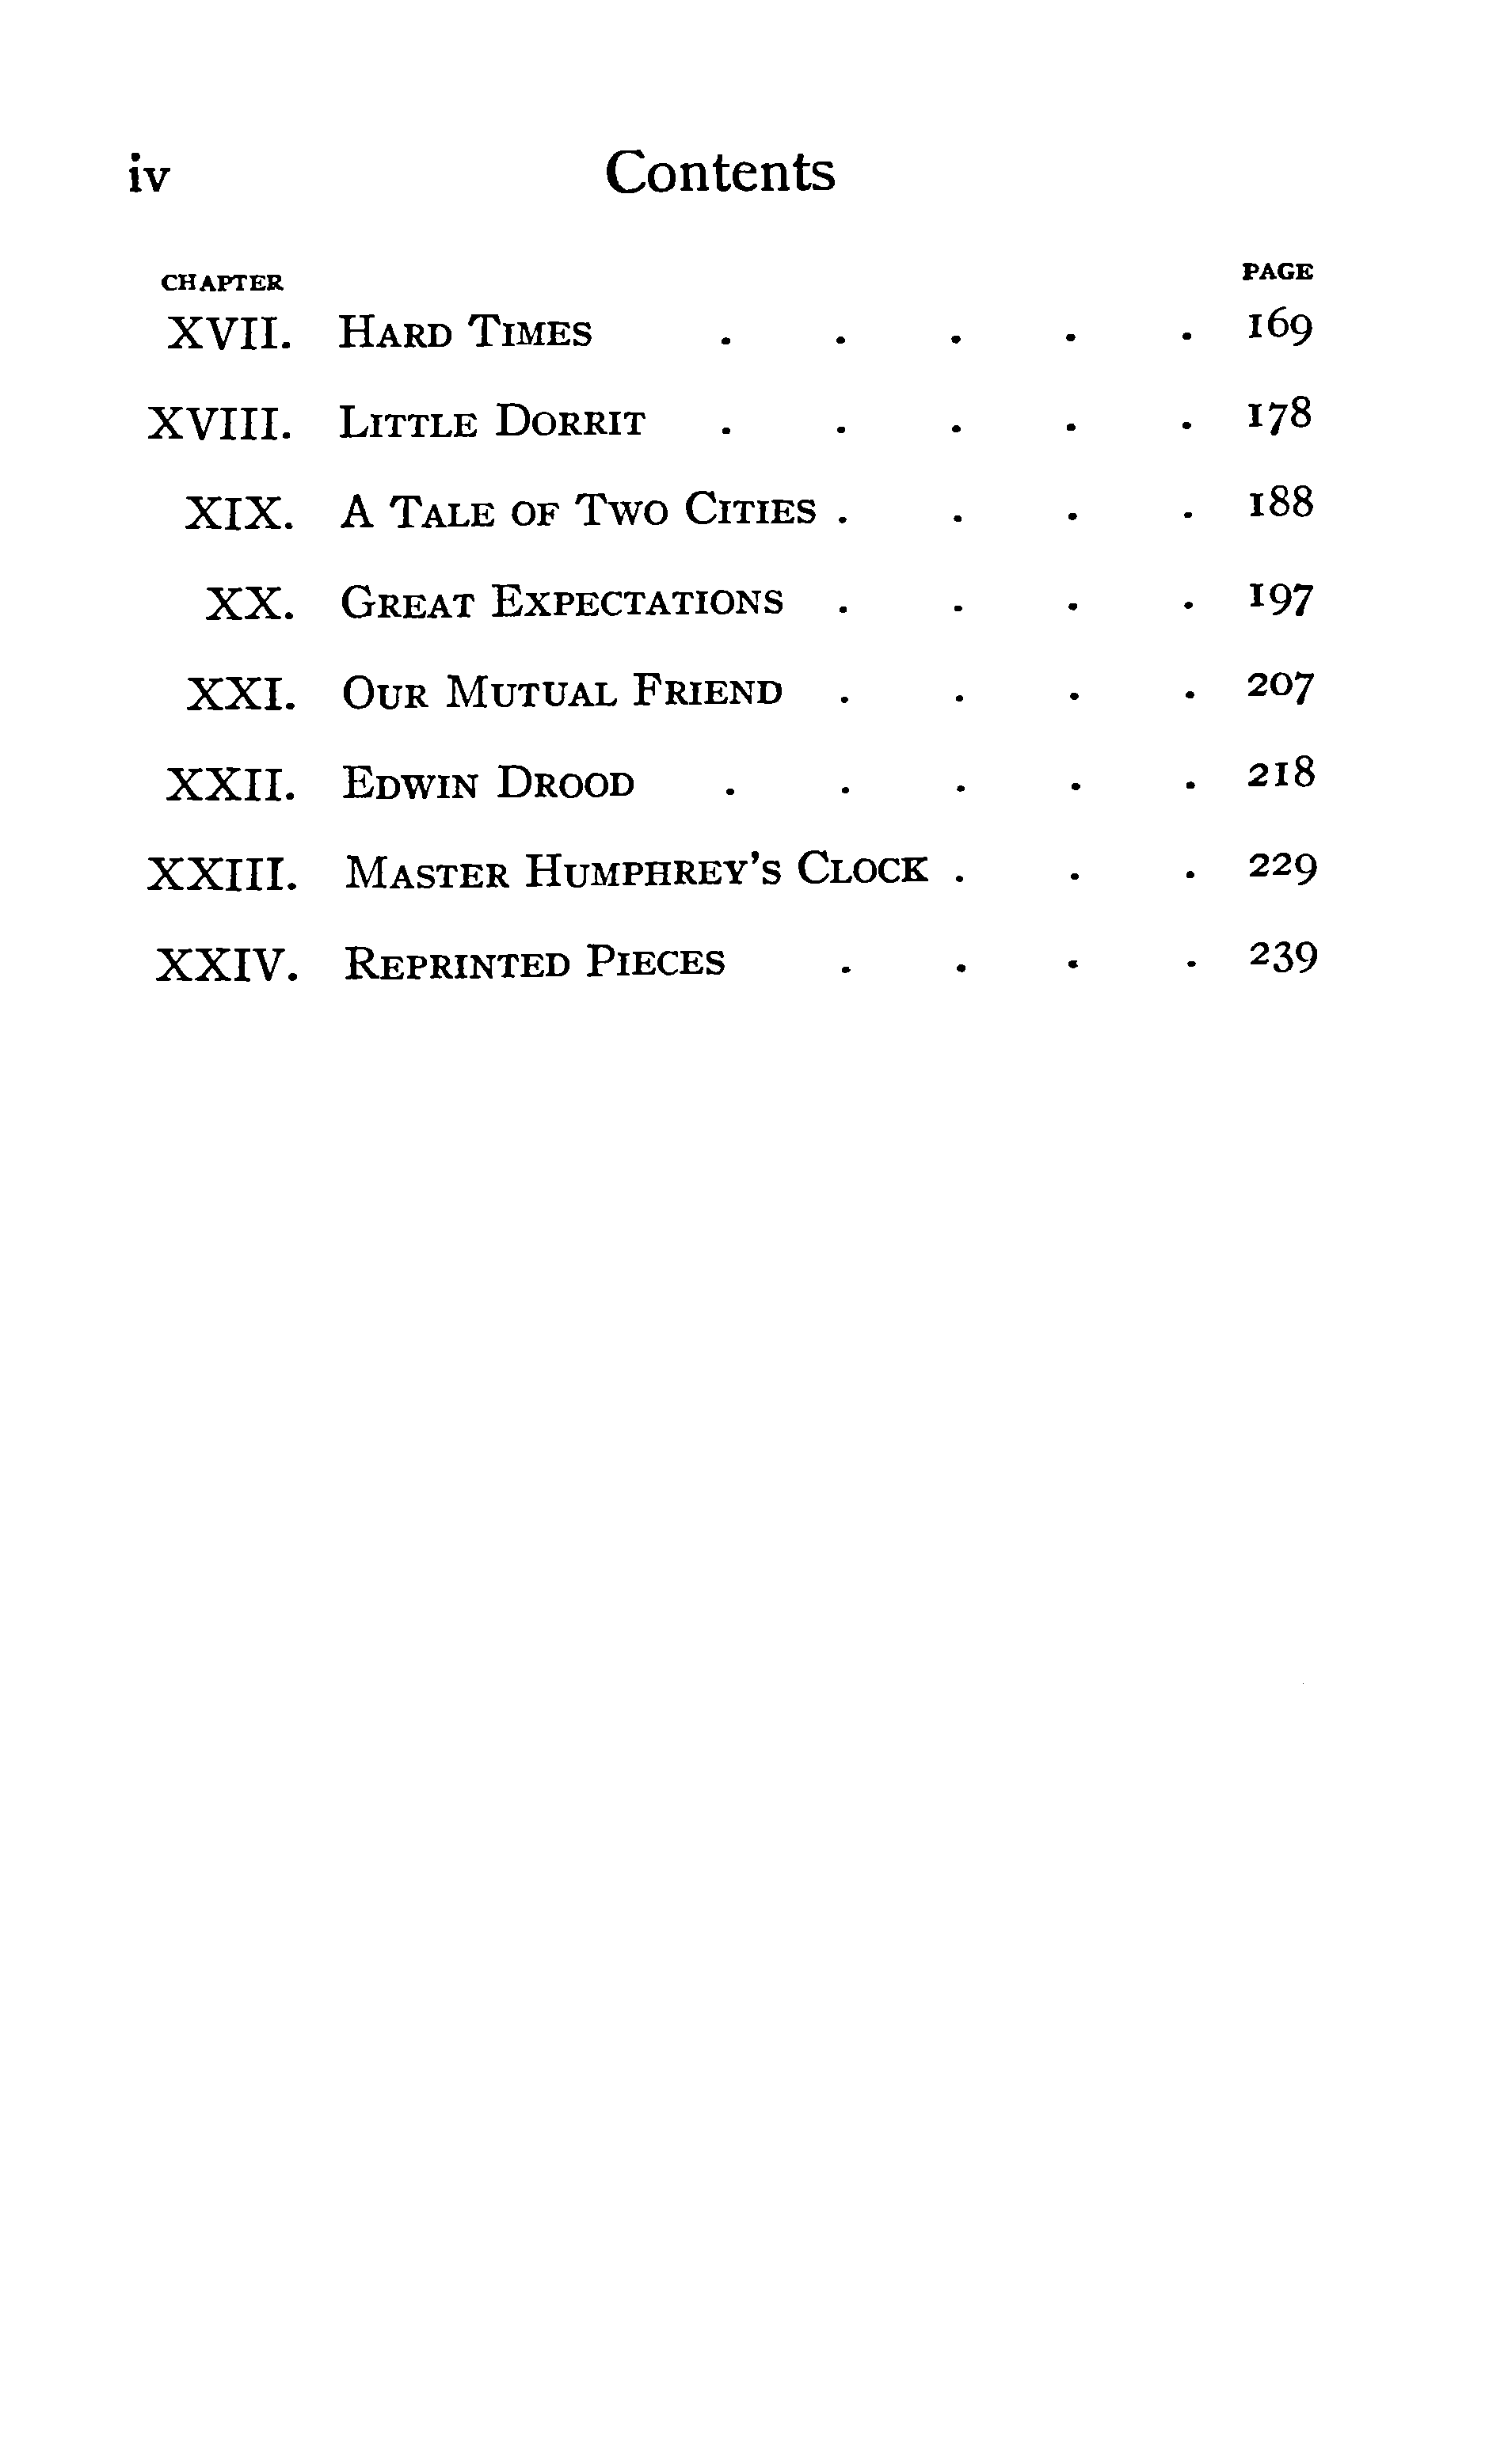 iv Contents
CHAPTER PAGE
XVII. HARD TIMES . . . . . 169
XVIII. LITTLE DORRIT . . . . . 178
XIX. A TALE OF TWO CITIES . . . . 188
XX. GREAT EXPECTATIONS . . . . 197
XXI. OUR MUTUAL FRIEND . . . . 207
XXII. EDWIN DROOD . . . . . 218
XXIII. MASTER HUMPHREY'S CLOCK . . . 229
XXIV. REPRINTED PIECES . . . . 239